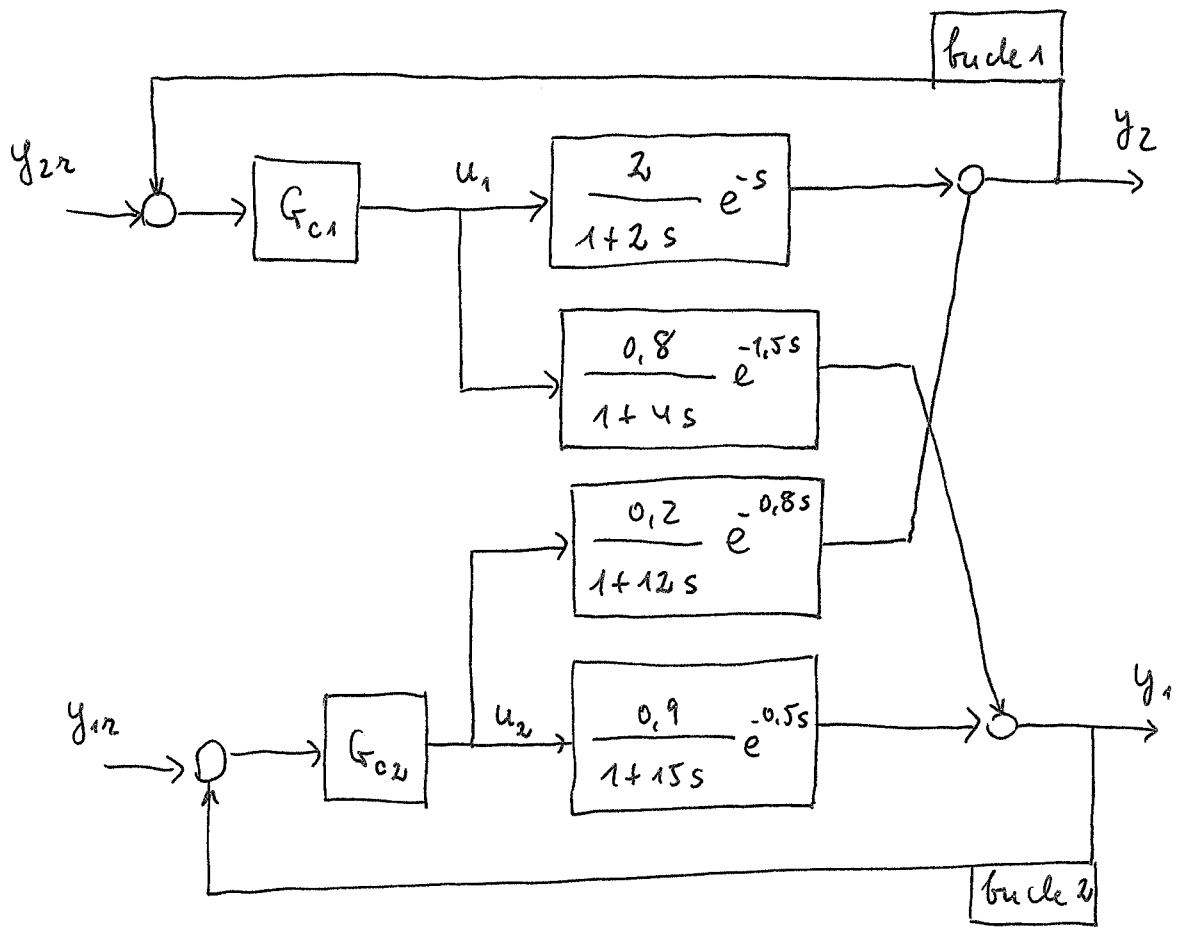 bucle 1
y2r
Gc1
u1
2
1+2s
e^-s
y2
0,8
1+4s
e^-1,5s
0,2
1+12s
e^-0,8s
y1r
Gc2
u2
0,9
1+15s
e^-0,5s
y1
bucle 2